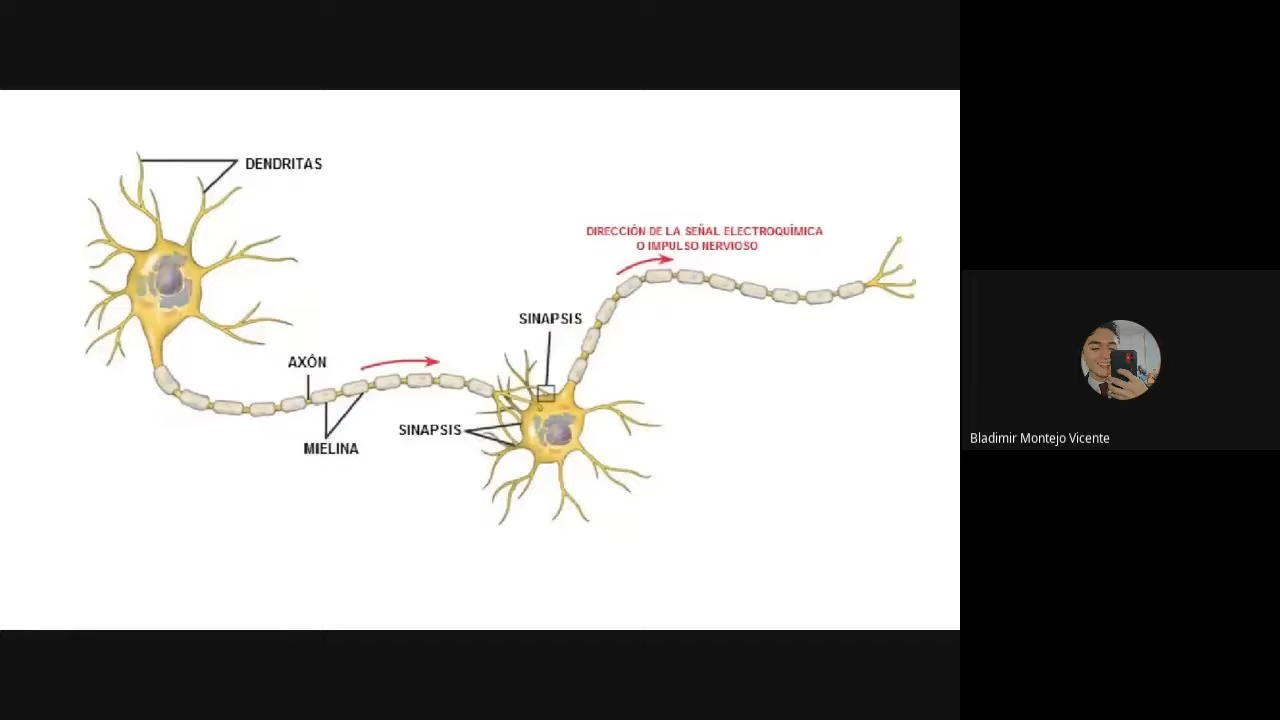 DENDRITAS
DIRECCIÓN DE LA SEÑAL ELECTROQUÍMICA
O IMPULSO NERVIOSO
SINAPSIS
AXÓN
SINAPSIS
MIELINA
Bladimir Montejo Vicente